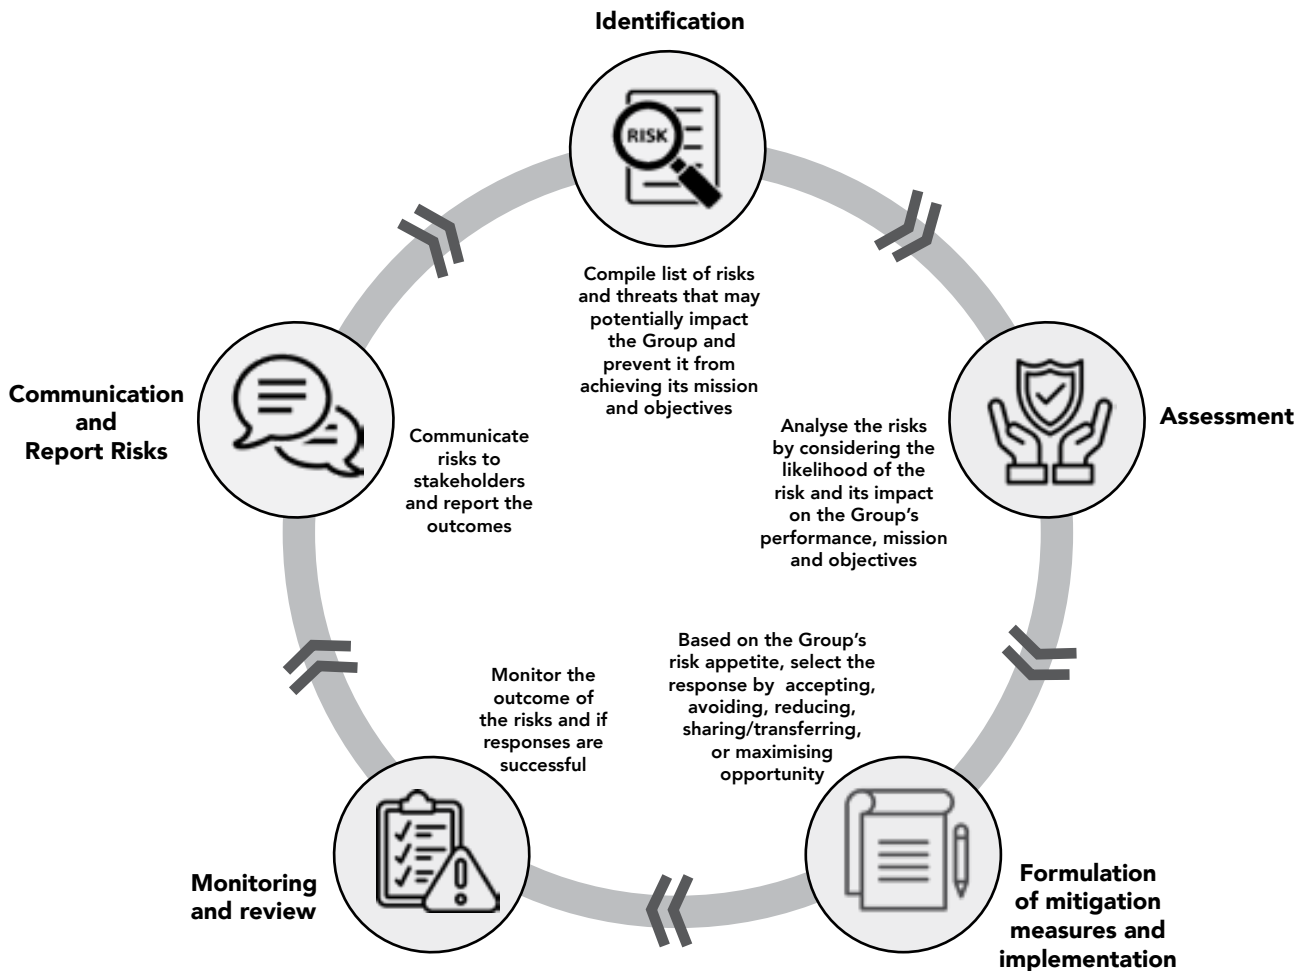 Identification
RISK
Compile list of risks
and threats that may
potentially impact
the Group and
prevent it from
achieving its mission
and objectives
Assessment
Analyse the risks
by considering the
likelihood of the
risk and its impact
on the Group's
performance, mission
and objectives
Formulation
of mitigation
measures and
implementation
Based on the Group's
risk appetite, select the
response by accepting,
avoiding, reducing,
sharing/transferring,
or maximising
opportunity
Monitoring
and review
Monitor the
outcome of
the risks and if
responses are
successful
Communication
and
Report Risks
Communicate
risks to
stakeholders
and report the
outcomes